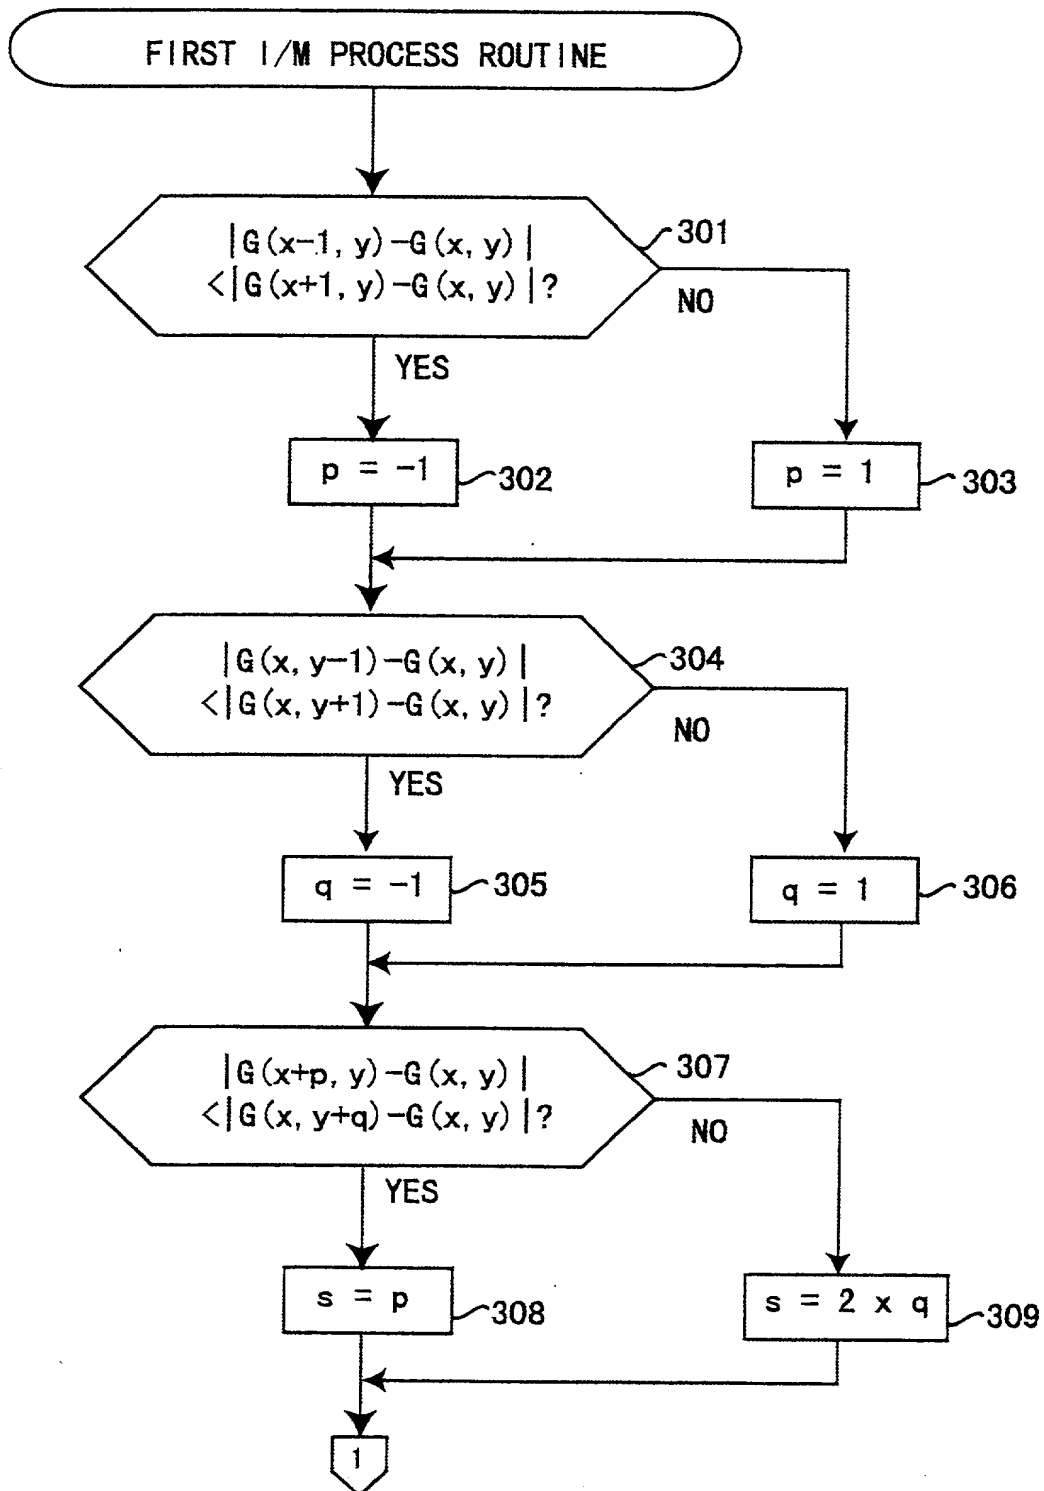 FIRST I/M PROCESS ROUTINE
|G(x-1, y)-G(x, y)|
<|G(x+1, y)-G(x, y)|?
301
NO
YES
p = -1
302
p = 1
303
|G(x, y-1)-G(x, y)|
<|G(x, y+1)-G(x, y)|?
304
NO
YES
q = -1
305
q = 1
306
|G(x+p, y)-G(x, y)|
<|G(x, y+q)-G(x, y)|?
307
NO
YES
s = p
308
s = 2 x q
309
1